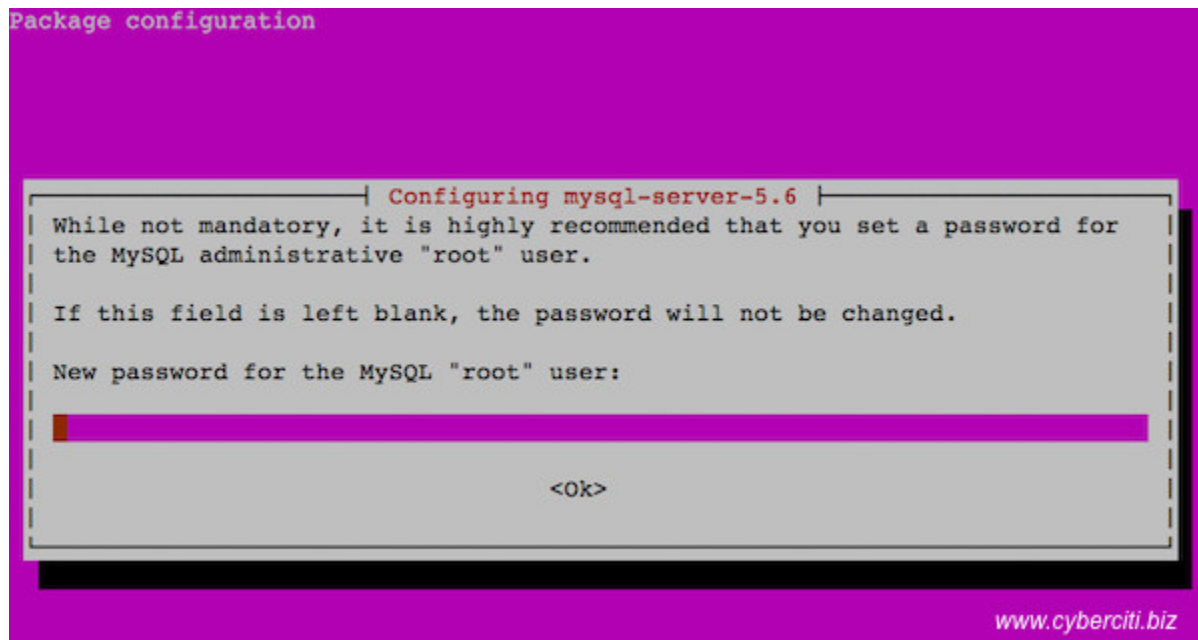 Package configuration
Configuring mysql-server-5.6
While not mandatory, it is highly recommended that you set a password for
the MySQL administrative "root" user.
If this field is left blank, the password will not be changed.
New password for the MySQL "root" user:
<Ok>
www.cyberciti.biz